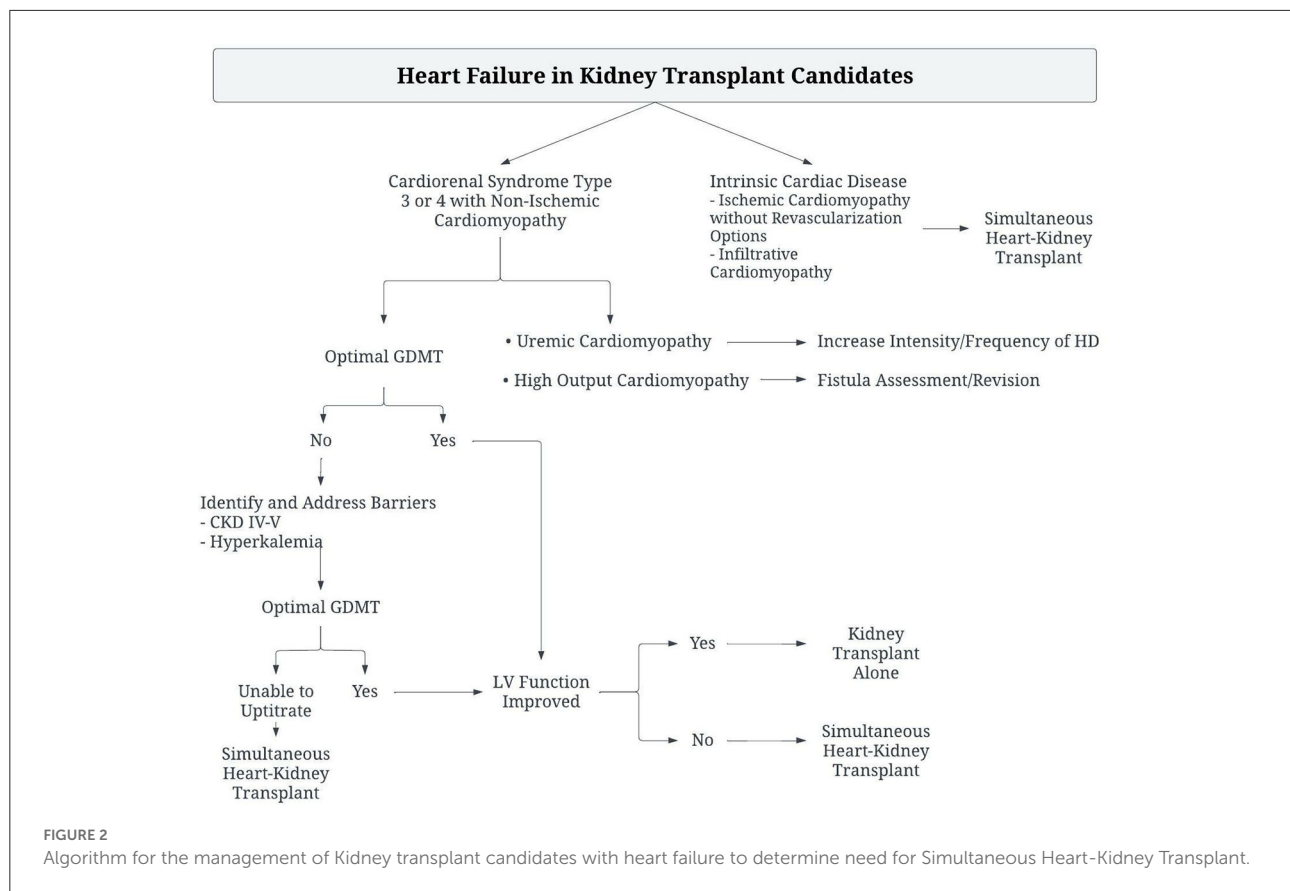 Heart Failure in Kidney Transplant Candidates
Cardiorenal Syndrome Type
3 or 4 with Non-Ischemic
Cardiomyopathy
Intrinsic Cardiac Disease
- Ischemic Cardiomyopathy
without Revascularization
Options
- Infiltrative
Cardiomyopathy
Simultaneous
Heart-Kidney
Transplant
Optimal GDMT
• Uremic Cardiomyopathy
Increase Intensity/Frequency of HD
• High Output Cardiomyopathy
Fistula Assessment/Revision
No
Yes
Identify and Address Barriers
- CKD IV-V
- Hyperkalemia
Optimal GDMT
Unable to
Uptitrate
Yes
Simultaneous
Heart-Kidney
Transplant
LV Function
Improved
Yes
Kidney
Transplant
Alone
No
Simultaneous
Heart-Kidney
Transplant
FIGURE 2
Algorithm for the management of Kidney transplant candidates with heart failure to determine need for Simultaneous Heart-Kidney Transplant.